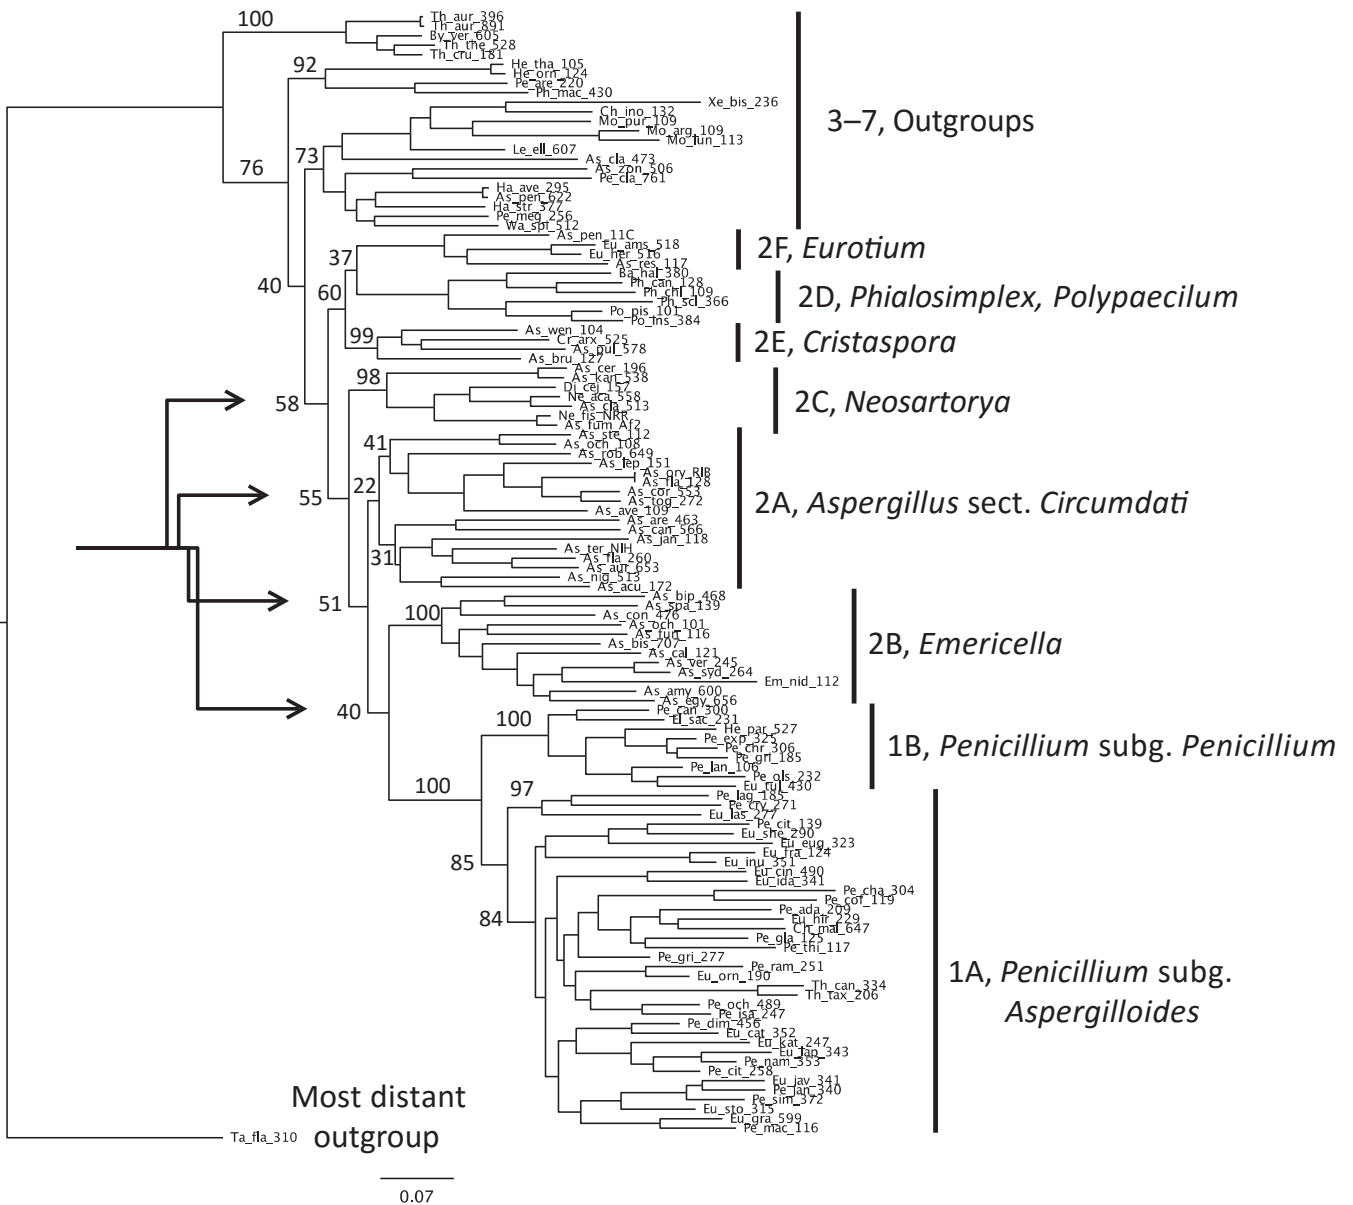 100
Th_aur_396
Th_aur_891
By_ver_605
Th_the_528
Th_cru_181
92
He_tha_105
He_orn_124
Pe_are_220
Ph_mac_430
Xe_bis_236
Ch_ino_132
Mo_pur_109
Mo_arg_109
Mo_lun_113
3–7, Outgroups
76
73
Le_ell_607
As_cla_473
As_zon_506
Pe_cla_761
Ha_ave_295
As_pen_622
Ha_str_377
Pe_meg_256
Wa_spi_512
40
37
As_pen_11C
Eu_ams_518
Eu_her_516
As_res_117
2F, Eurotium
60
Ba_hal_380
Ph_can_128
Ph_chl_109
Ph_scl_366
Po_pis_101
Po_ins_384
2D, Phialosimplex, Polypaecilum
99
As_wen_104
Cr_arx_525
As_pul_578
As_bru_127
2E, Cristaspora
58
98
As_cer_196
As_kan_538
Di_cej_157
Ne_aca_558
As_cla_513
Ne_fis_NRR
As_fum_Af2
2C, Neosartorya
55
41
22
As_ste_112
As_och_108
As_rob_649
As_lep_151
As_ory_RIB
As_fla_128
As_cor_553
As_tog_272
As_ave_109
2A, Aspergillus sect. Circumdati
31
As_are_463
As_can_566
As_jan_118
As_ter_NIH
As_fla_260
As_aur_653
As_nig_513
As_acu_172
51
100
As_bip_468
As_spa_139
As_con_476
As_och_101
As_fun_116
As_bis_707
As_cal_121
As_ver_245
As_syd_264
Em_nid_112
As_amy_600
As_egy_656
2B, Emericella
40
100
Pe_can_300
El_sac_231
He_par_527
Pe_exp_325
Pe_chr_306
Pe_gri_185
Pe_lan_106
Pe_ols_232
Eu_tul_430
1B, Penicillium subg. Penicillium
100
97
Pe_lag_185
Pe_cry_271
Eu_las_277
85
84
Pe_cit_139
Eu_she_290
Eu_eug_323
Eu_fra_124
Eu_inu_351
Eu_cin_490
Eu_ida_341
Pe_cha_304
Pe_cof_119
Pe_ada_209
Eu_hir_229
Ch_mal_647
Pe_gla_125
Pe_thi_117
Pe_gri_277
Pe_ram_251
Eu_orn_190
Th_can_334
Th_tax_206
1A, Penicillium subg.
Aspergilloides
Pe_och_489
Pe_isa_247
Pe_dim_456
Eu_cat_352
Eu_kat_247
Eu_lap_343
Pe_nam_353
Pe_cit_258
Eu_jav_341
Pe_jan_340
Pe_sim_372
Eu_sto_315
Eu_gra_599
Pe_mac_116
Most distant
outgroup
Ta_fla_310
0.07